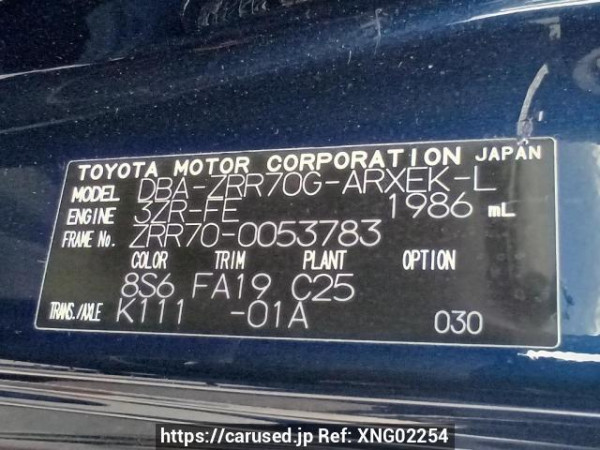 TOYOTA MOTOR CORPORATION JAPAN
MODEL DBA-ZRR70G-ARXEK-L
ENGINE 3ZR-FE 1986 mL
FRAME No. ZRR70-0053783
COLOR TRIM PLANT OPTION
8S6 FA19 C25
TRANS./AXLE K111 -01A 030
https://carused.jp Ref: XNG02254